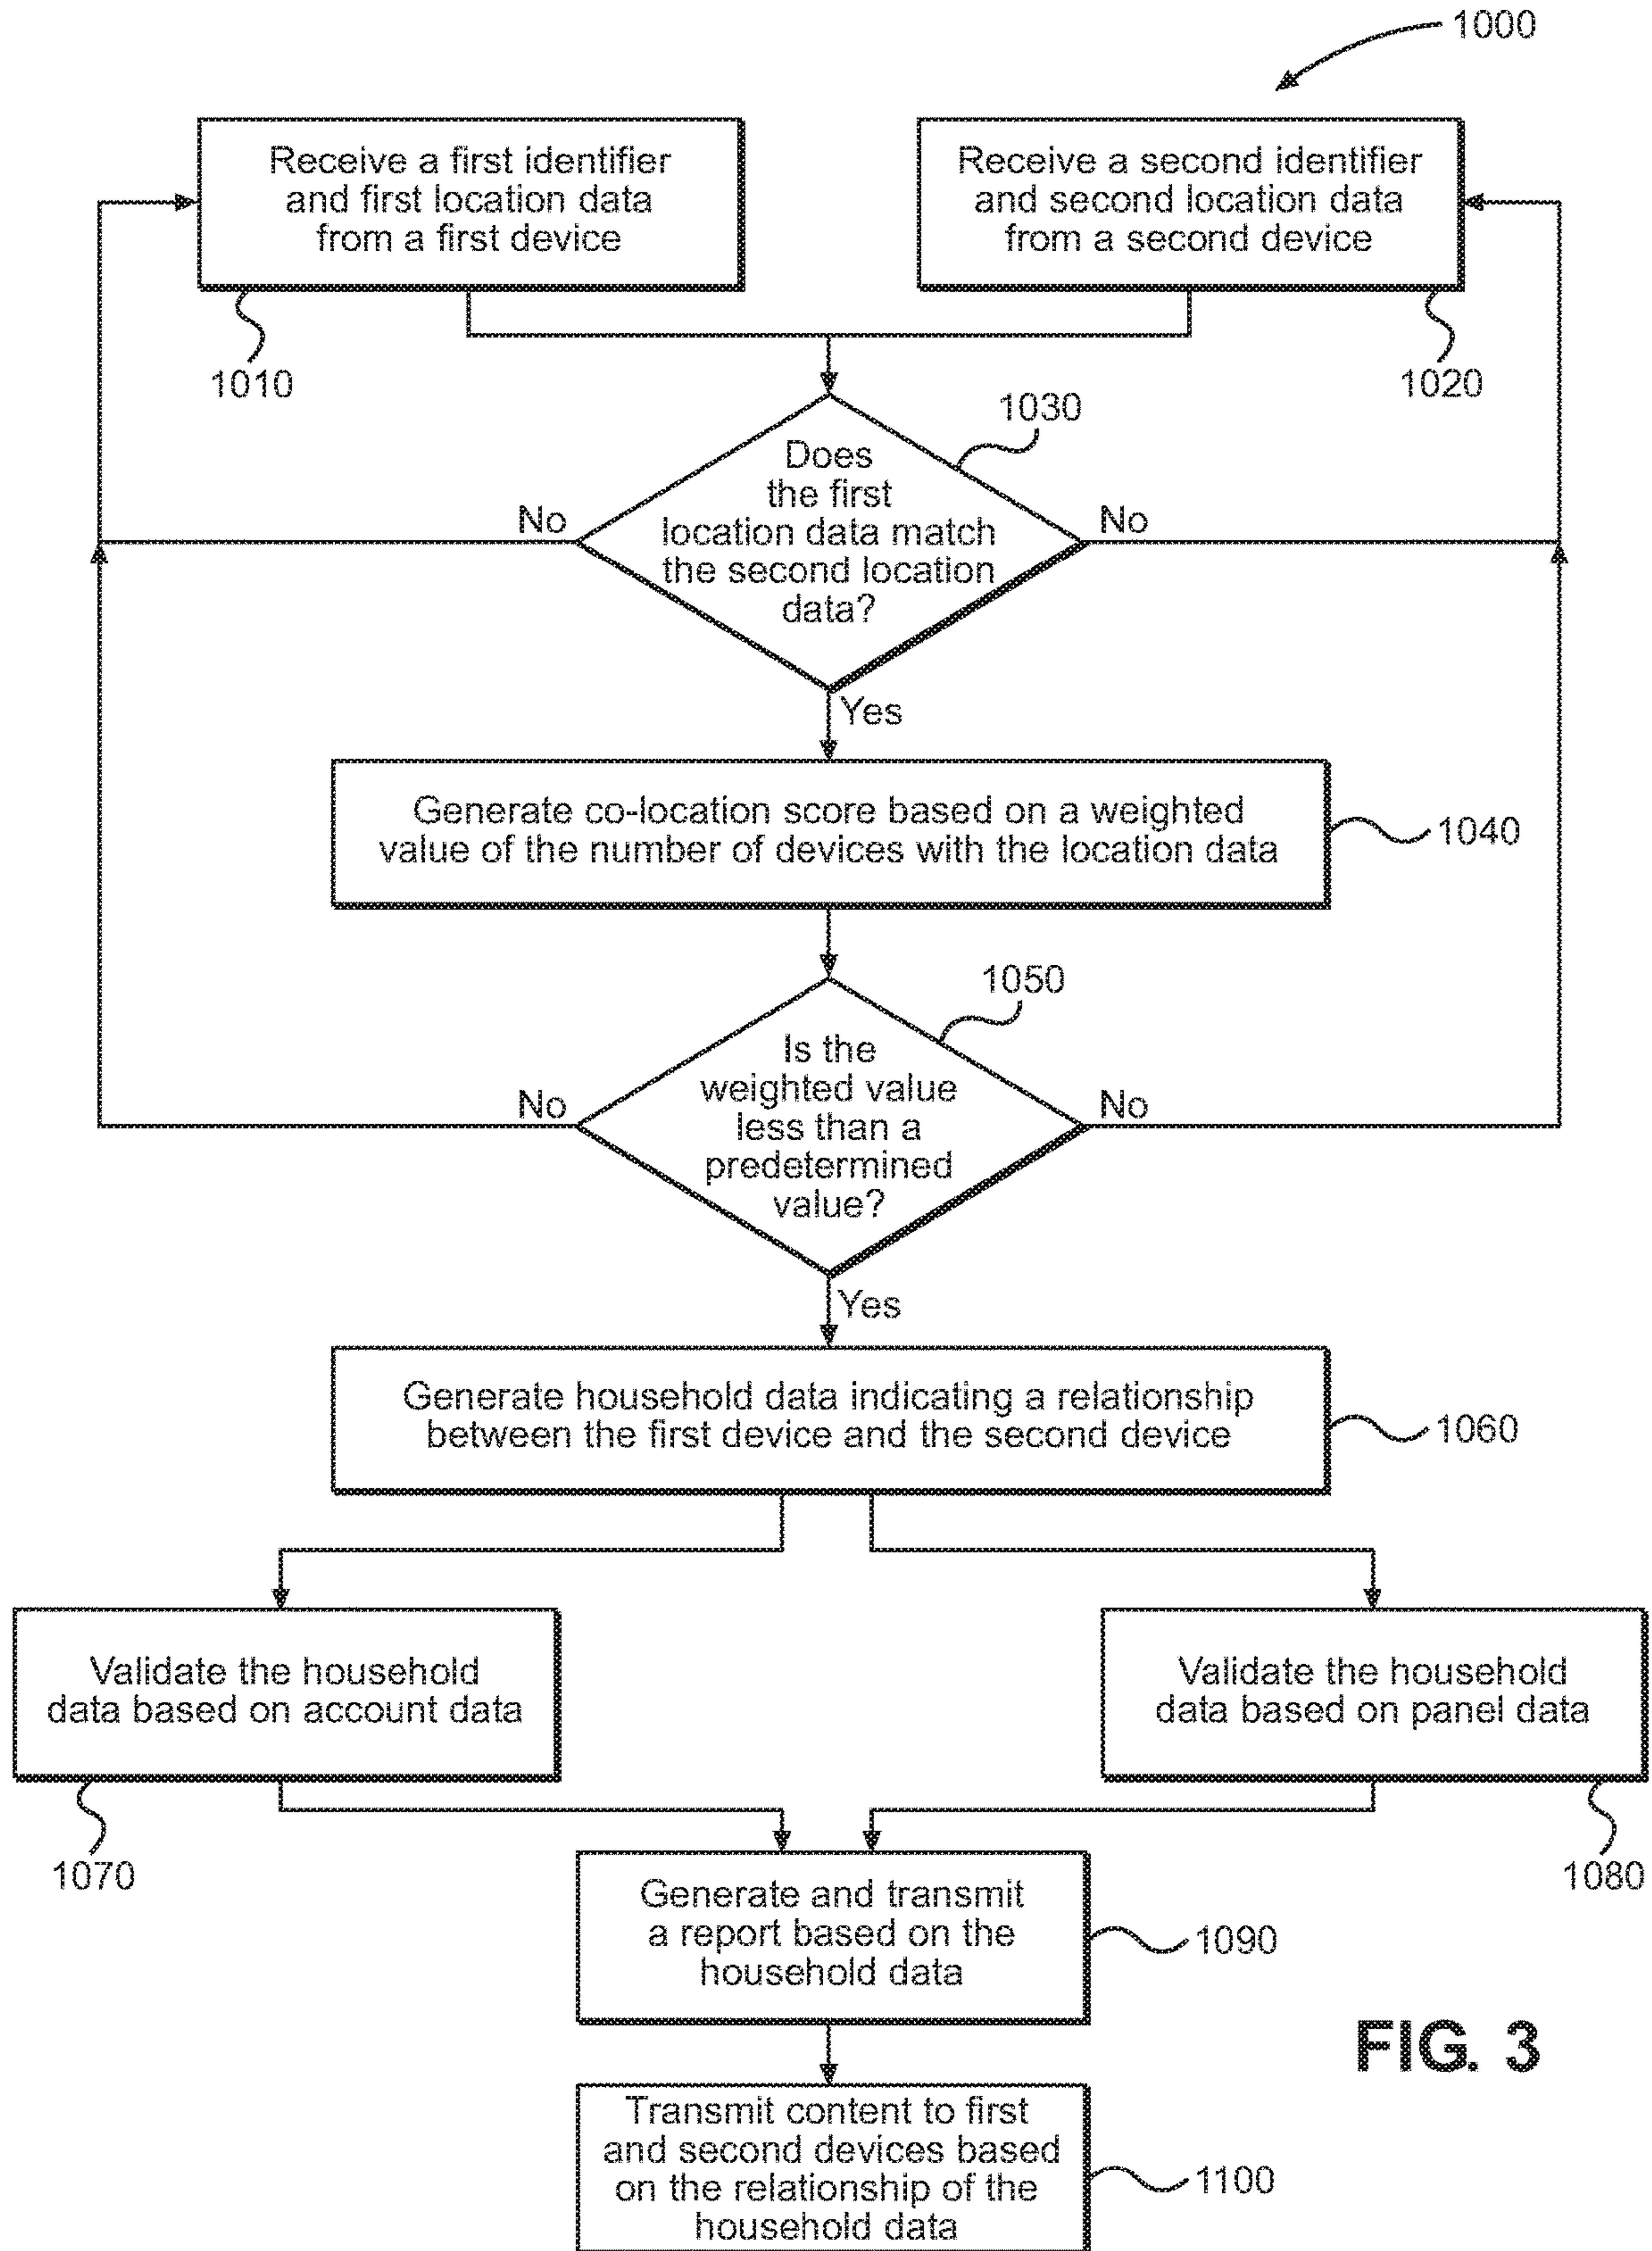 1000
Receive a first identifier
and first location data
from a first device
1010
Receive a second identifier
and second location data
from a second device
1020
1030
Does
the first
location data match
the second location
data?
No
No
Yes
Generate co-location score based on a weighted
value of the number of devices with the location data
1040
1050
Is the
weighted value
less than a
predetermined
value?
No
No
Yes
Generate household data indicating a relationship
between the first device and the second device
1060
Validate the household
data based on account data
1070
Validate the household
data based on panel data
1080
Generate and transmit
a report based on the
household data
1090
FIG. 3
Transmit content to first
and second devices based
on the relationship of the
household data
1100